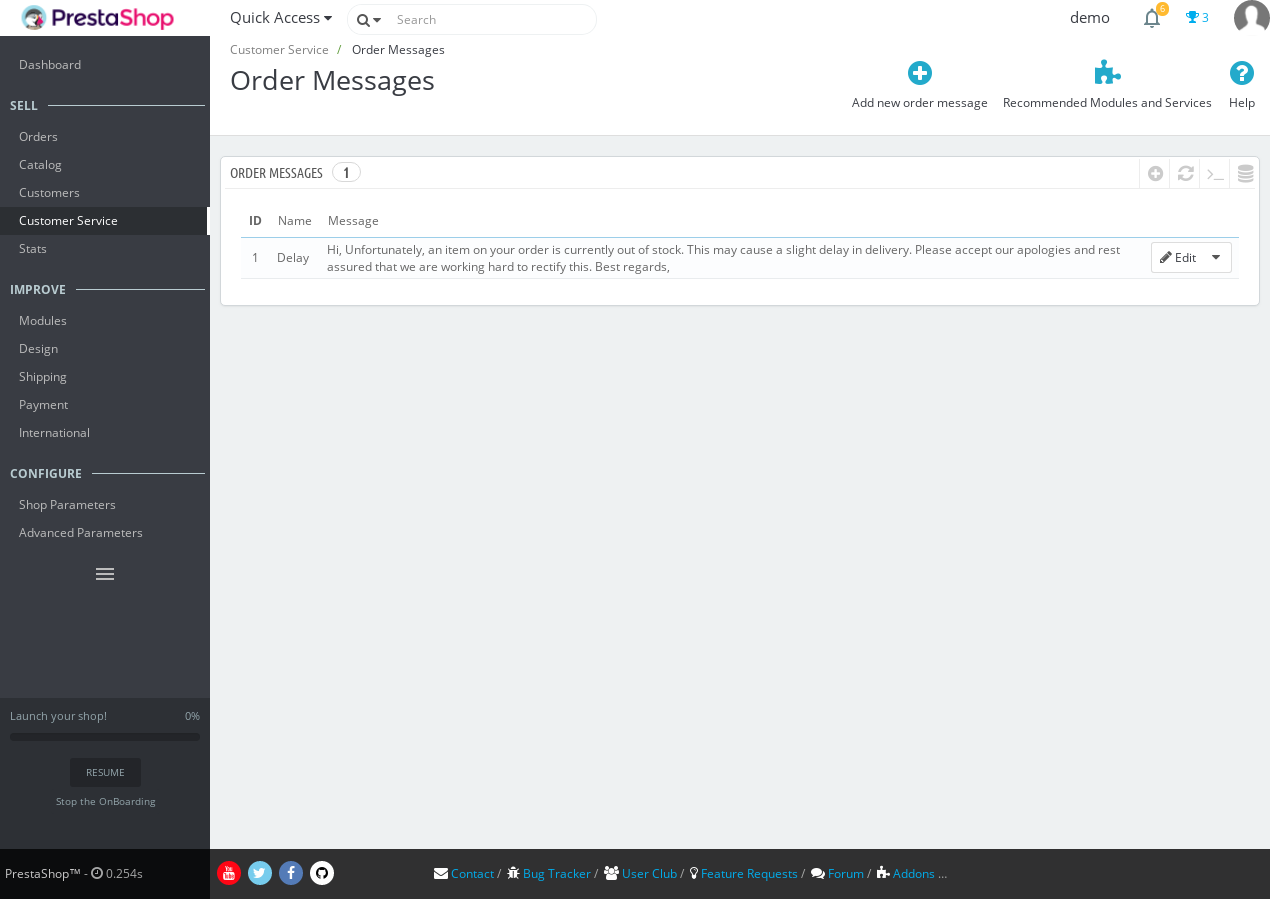 PrestaShop
Quick Access
Search
demo
6
3
Customer Service / Order Messages
Order Messages
Add new order message
Recommended Modules and Services
Help
Dashboard
SELL
Orders
Catalog
Customers
Customer Service
Stats
IMPROVE
Modules
Design
Shipping
Payment
International
CONFIGURE
Shop Parameters
Advanced Parameters
Launch your shop! 0%
RESUME
Stop the OnBoarding
PrestaShop™ - 0.254s
ORDER MESSAGES 1
ID Name Message
1 Delay Hi, Unfortunately, an item on your order is currently out of stock. This may cause a slight delay in delivery. Please accept our apologies and rest
assured that we are working hard to rectify this. Best regards,
Edit
You Tube
Contact / Bug Tracker / User Club / Feature Requests / Forum / Addons ...